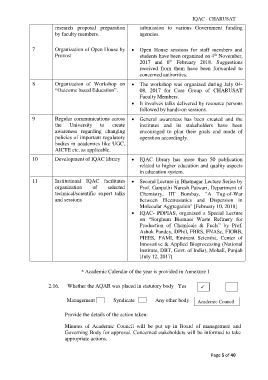 IQAC - CHARUSAT
research proposal preparation by faculty members.
submission to various Government funding agencies.
7
Organization of Open House by Provost
• Open House sessions for staff members and students have been organized on 4th November, 2017 and 8th February 2018. Suggestions received from them have been forwarded to concerned authorities.
8
Organization of Workshop on "Outcome based Education".
• The workshop was organized during July 04-08, 2017 for Core Group of CHARUSAT Faculty Members.
• It involves talks delivered by resource persons followed by hands-on sessions.
9
Regular communications across the University to create awareness regarding changing policies of important regulatory bodies in academics like UGC, AICTE etc. as applicable.
• General awareness has been created and the institutes and its stakeholders have been encouraged to plan their goals and mode of operation accordingly.
10
Development of IQAC library
• IQAC library has more than 50 publication related to higher education and quality aspects in education system.
11
Institutional IQAC facilitates organization of selected technical/scientific expert talks and sessions
• Second Lecture in Bhatnagar Lecture Series by Prof. Ganpathi Naresh Patwari, Department of Chemistry, IIT Bombay, "A Tug-of-War between Electrostatics and Dispersion in Molecular Aggregation" [February 10, 2018]
• IQAC- PDPIAS, organized a Special Lecture on "Sorghum Biomass Waste Refinery for Production of Chemicals & Fuels" by Prof. Ashok Pandey, DPhil, FRSB, FNASc, FIOBB, FISEES, FAMI, Eminent Scientist, Center of Innovative & Applied Bioprocessing (National Institute, DBT, Govt. of India), Mohali, Punjab [July 12, 2017]
* Academic Calendar of the year is provided in Annexure I
2.16. Whether the AQAR was placed in statutory body Yes ✓
Management Syndicate Any other body Academic Council
Provide the details of the action taken:
Minutes of Academic Council will be put up in Board of management and Governing Body for approval. Concerned stakeholders will be informed to take appropriate actions.
Page 5 of 40